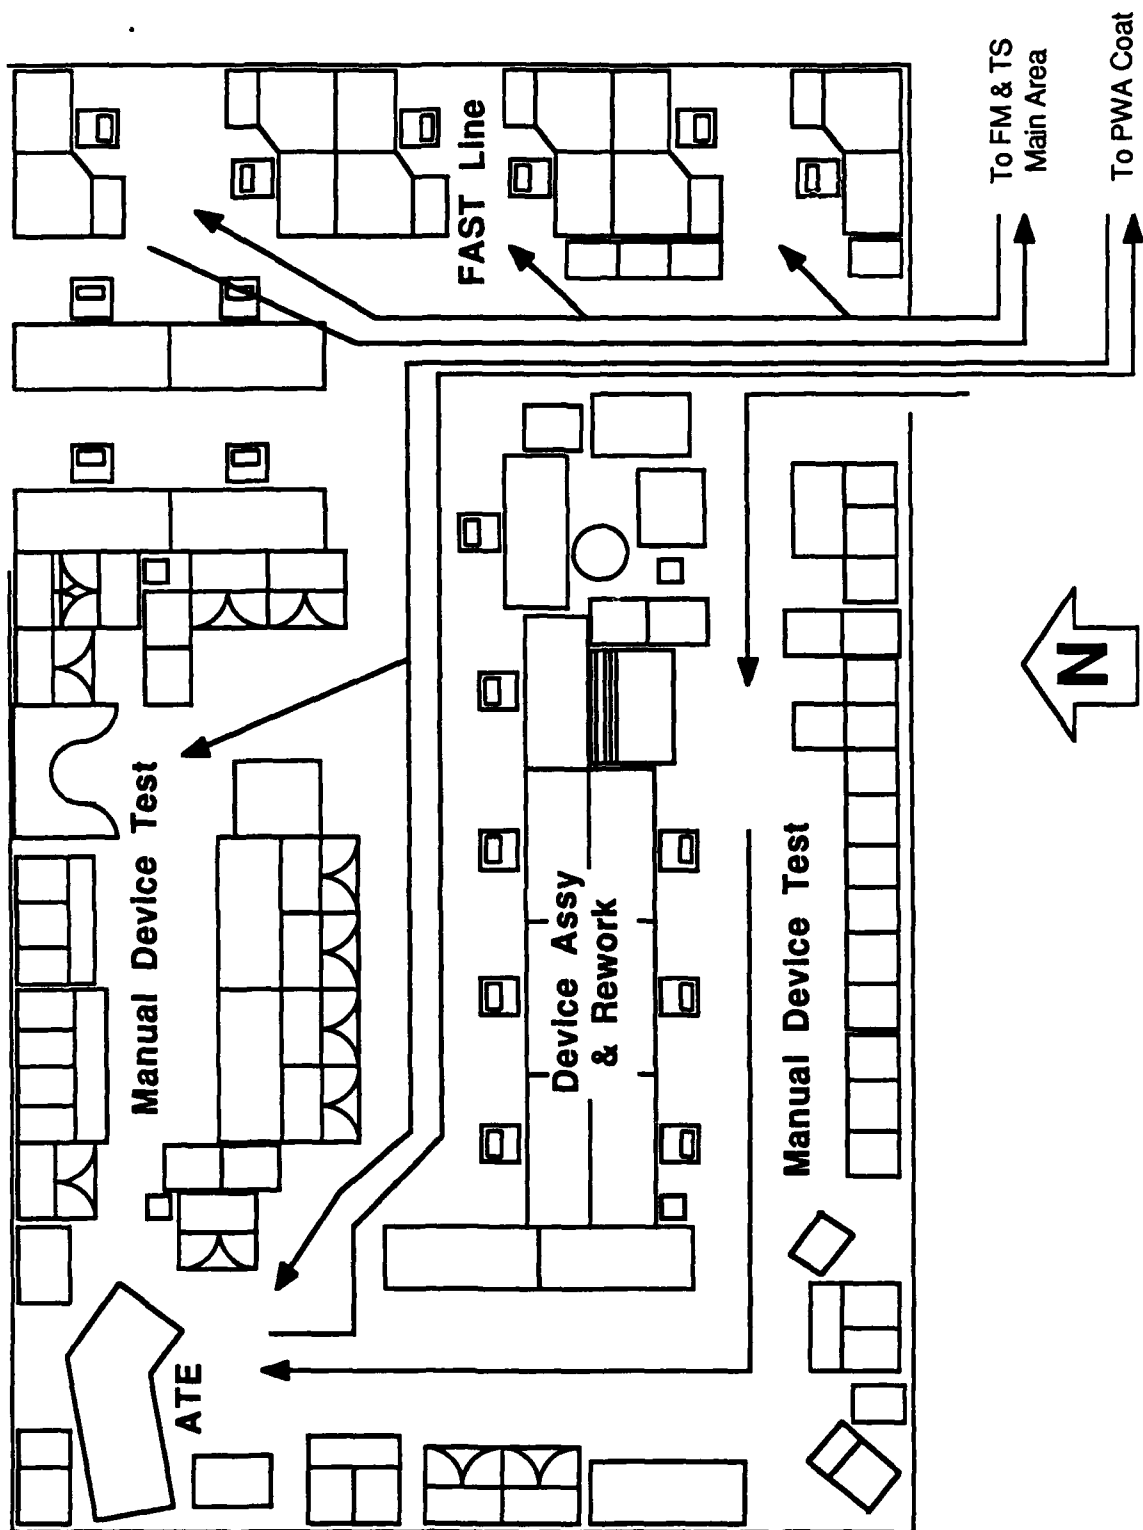 To FM & TS
Main Area
To PWA Coat
FAST Line
Manual Device Test
Device Assy
& Rework
Manual Device Test
ATE
N